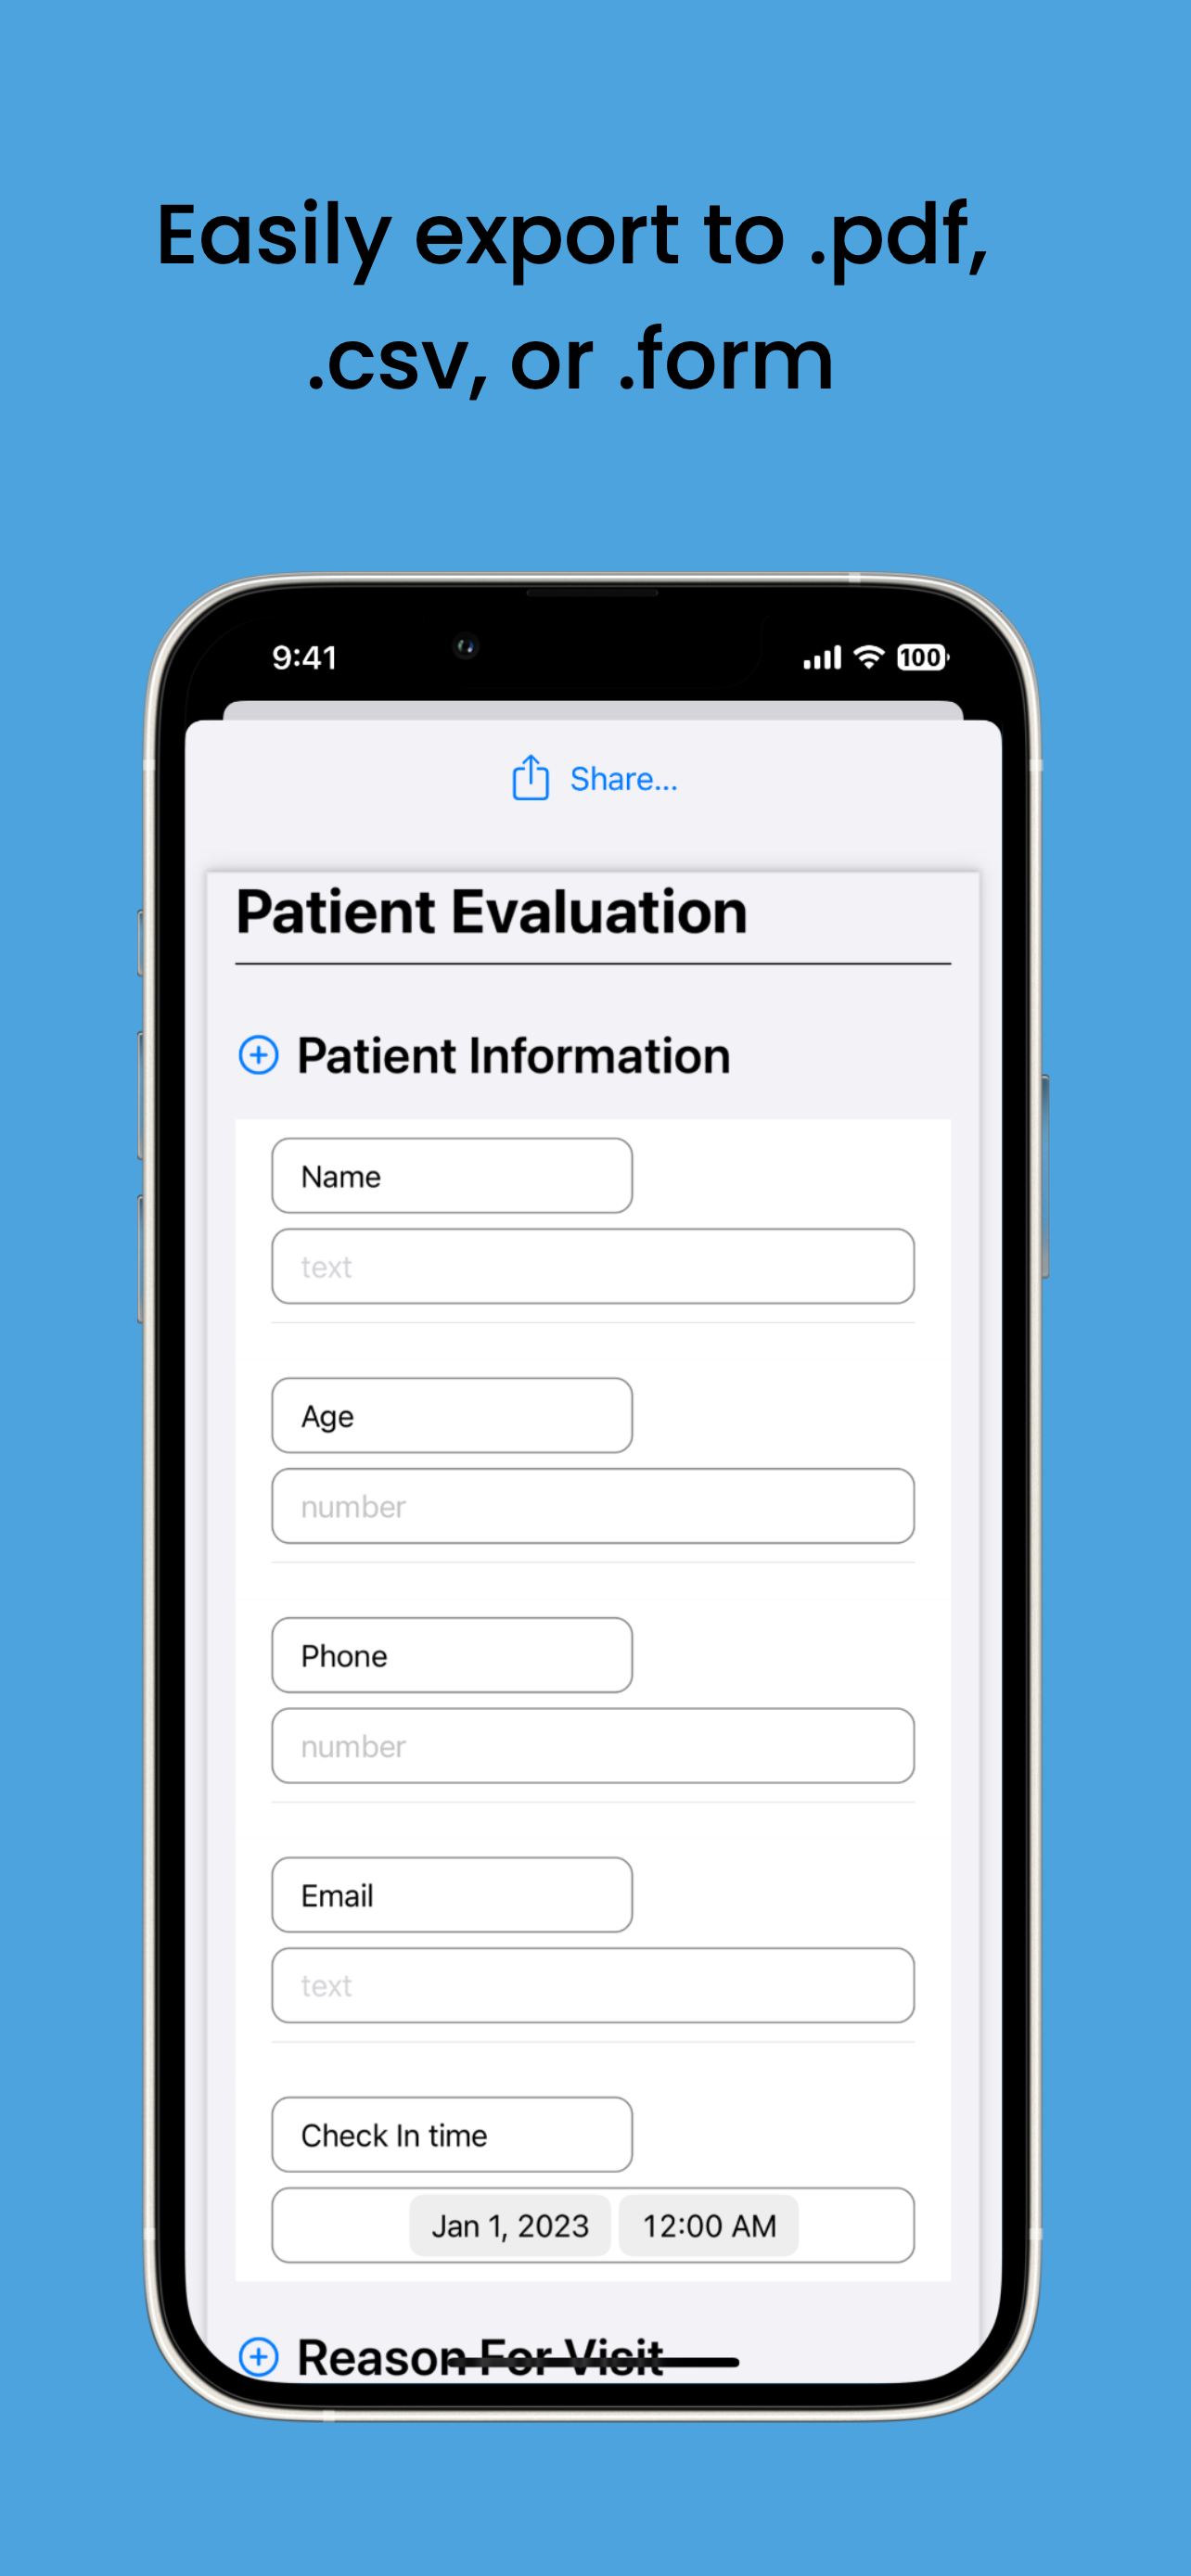 Easily export to .pdf,
.csv, or .form
9:41
100
Share...
Patient Evaluation
Patient Information
Name
text
Age
number
Phone
number
Email
text
Check In time
Jan 1, 2023 12:00 AM
Reason For Visit